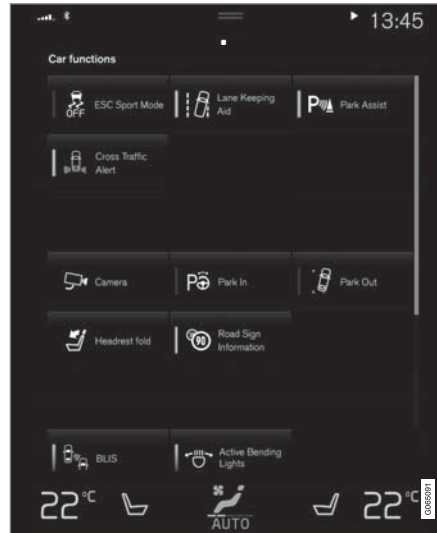 13:45
Car functions
OFF
ESC Sport Mode
Lane Keeping
Aid
P
Park Assist
Cross Traffic
Alert
Camera
P
Park In
Park Out
Headrest fold
90
Road Sign
Information
BLIS
Active Bending
Lights
22°C
AUTO
22°C
G065091